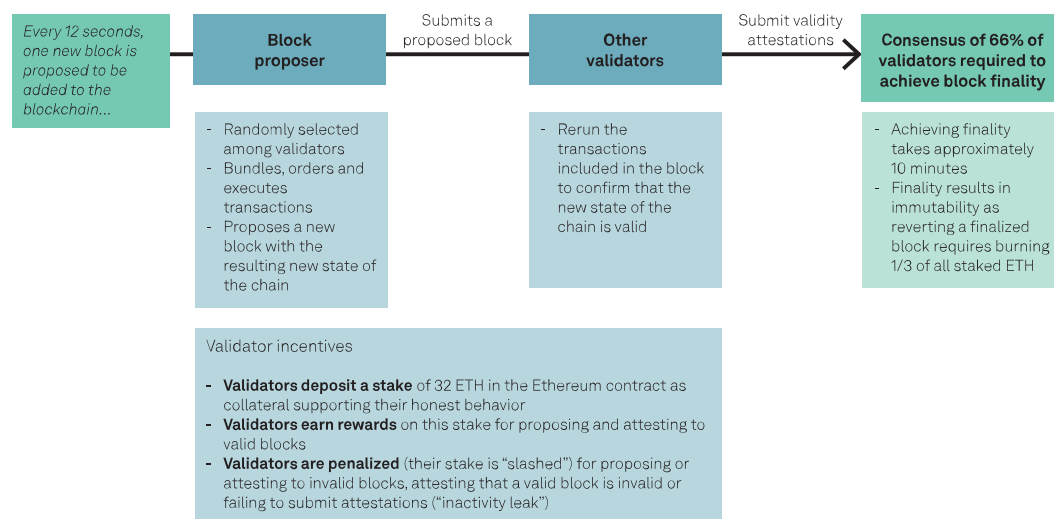 Every 12 seconds,
one new block is
proposed to be
added to the
blockchain...
Block
proposer
Submits a
proposed block
Other
validators
Submit validity
attestations
Consensus of 66% of
validators required to
achieve block finality
- Randomly selected
among validators
- Bundles, orders and
executes
transactions
- Proposes a new
block with the
resulting new state of
the chain
- Rerun the
transactions
included in the block
to confirm that the
new state of the
chain is valid
- Achieving finality
takes approximately
10 minutes
- Finality results in
immutability as
reverting a finalized
block requires burning
1/3 of all staked ETH
Validator incentives
- Validators deposit a stake of 32 ETH in the Ethereum contract as
collateral supporting their honest behavior
- Validators earn rewards on this stake for proposing and attesting to
valid blocks
- Validators are penalized (their stake is “slashed”) for proposing or
attesting to invalid blocks, attesting that a valid block is invalid or
failing to submit attestations (“inactivity leak”)